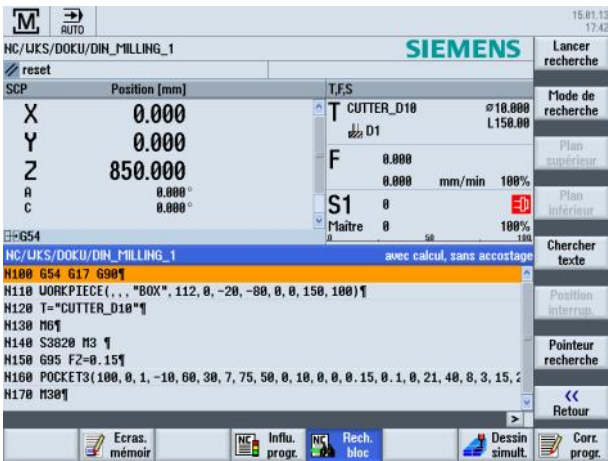 M
AUTO
15.01.13
17:42
NC/WKS/DOKU/DIN_MILLING_1
SIEMENS
reset
SCP Position [mm]
X 0.000
Y 0.000
Z 850.000
A 0.000 °
C 0.000 °
G54
T,F,S
T CUTTER_D10 ø10.000
D1 L150.00
F 0.000
0.000 mm/min 100%
S1 0
Maître 0 100%
0 50 100
NC/WKS/DOKU/DIN_MILLING_1 avec calcul, sans accostage
N100 G54 G17 G90¶
N110 WORKPIECE(,,,"BOX",112,0,-20,-80,0,0,150,100)¶
N120 T="CUTTER_D10"¶
N130 M6¶
N140 S3820 M3 ¶
N150 G95 FZ=0.15¶
N160 POCKET3(100,0,1,-10,60,30,7,75,50,0,10,0,0,0.15,0.1,0,21,40,8,3,15,2
N170 M30¶
>
Lancer
recherche
Mode de
recherche
Plan
supérieur
Plan
inférieur
Chercher
texte
Position
interrup.
Pointeur
recherche
«
Retour
Ecras.
mémoir
NC
Influ.
progr.
NC
Rech.
bloc
Dessin
simult.
Corr.
progr.